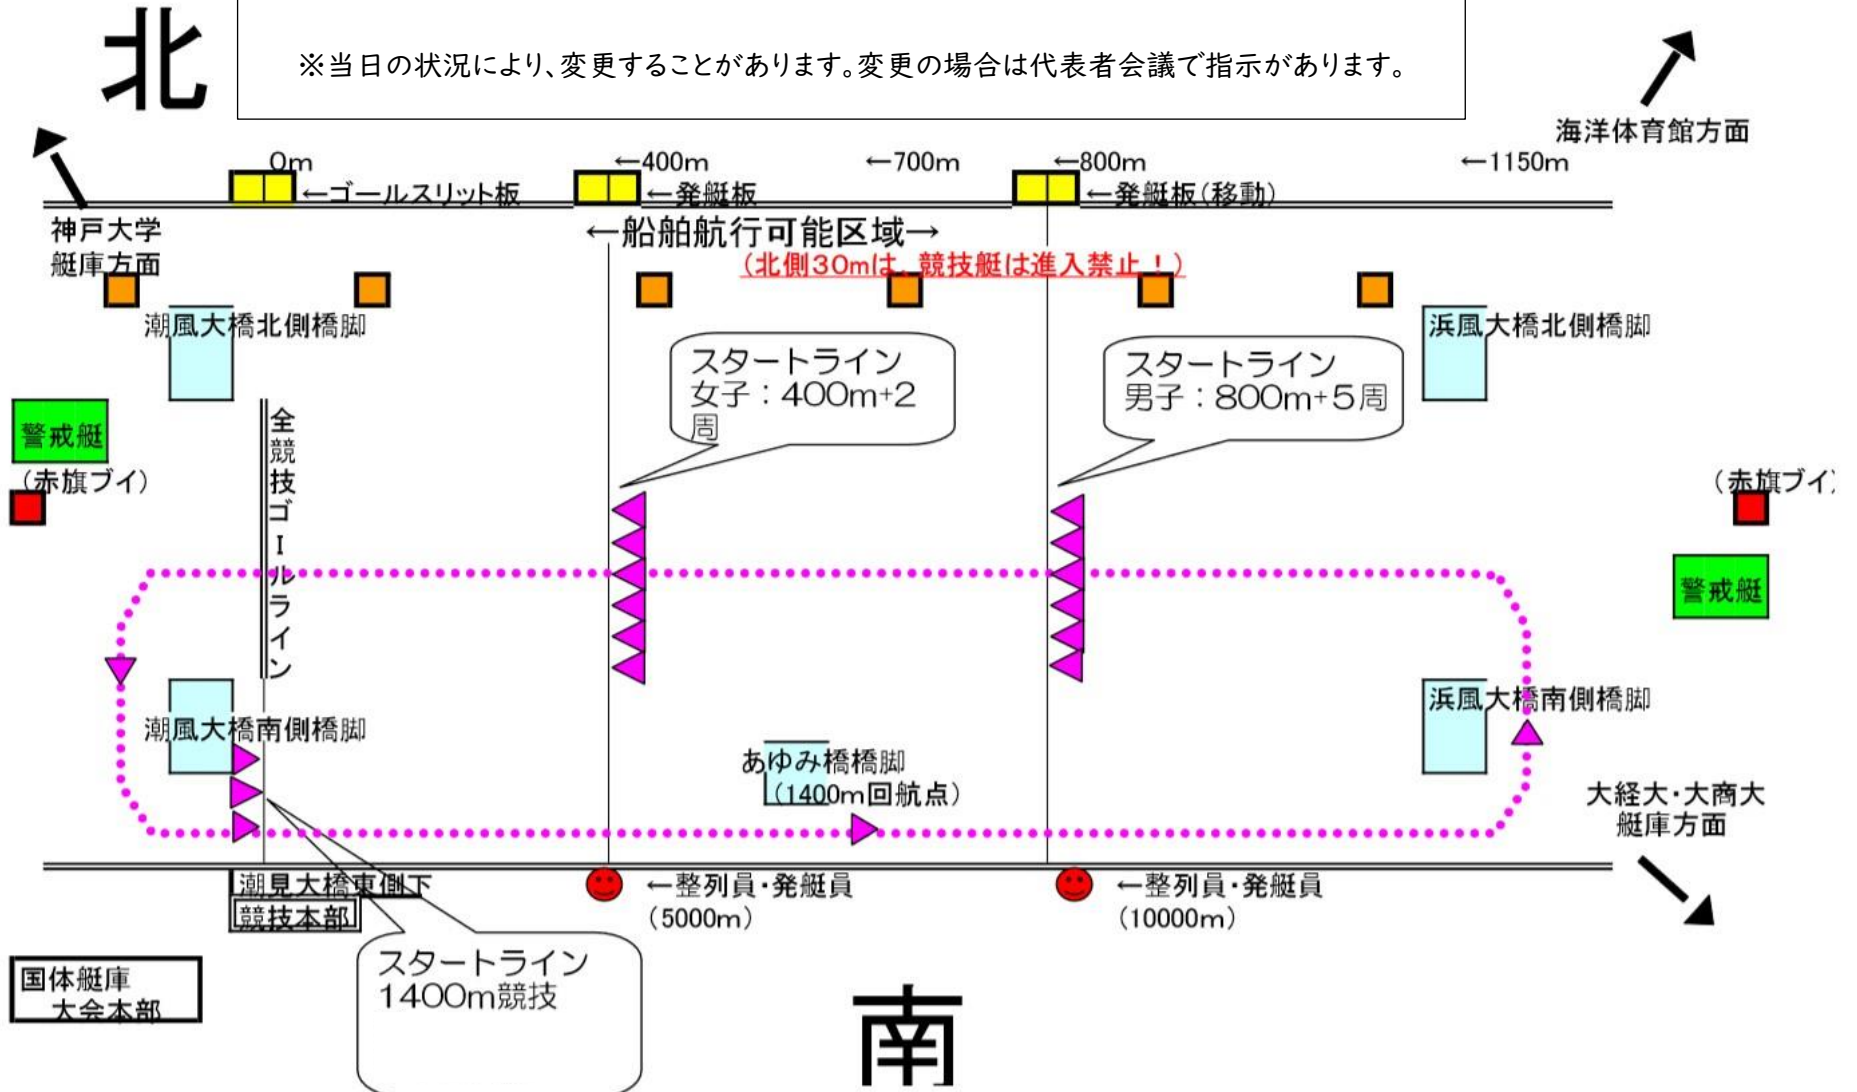 北
※当日の状況により、変更することがあります。変更の場合は代表者会議で指示があります。
海洋体育館方面
0m
←400m
←700m
←800m
←1150m
←ゴールスリット板
←発艇板
←発艇板(移動)
神戸大学
艇庫方面
←船舶航行可能区域→
(北側30mは、競技艇は進入禁止！)
潮風大橋北側橋脚
浜風大橋北側橋脚
スタートライン
女子：400m+2
周
スタートライン
男子：800m+5周
警戒艇
(赤旗ブイ)
全競技ゴールライン
(赤旗ブイ)
警戒艇
潮風大橋南側橋脚
浜風大橋南側橋脚
あゆみ橋橋脚
(1400m回航点)
大経大・大商大
艇庫方面
潮見大橋東側下
競技本部
←整列員・発艇員
(5000m)
←整列員・発艇員
(10000m)
スタートライン
1400m競技
国体艇庫
大会本部
南